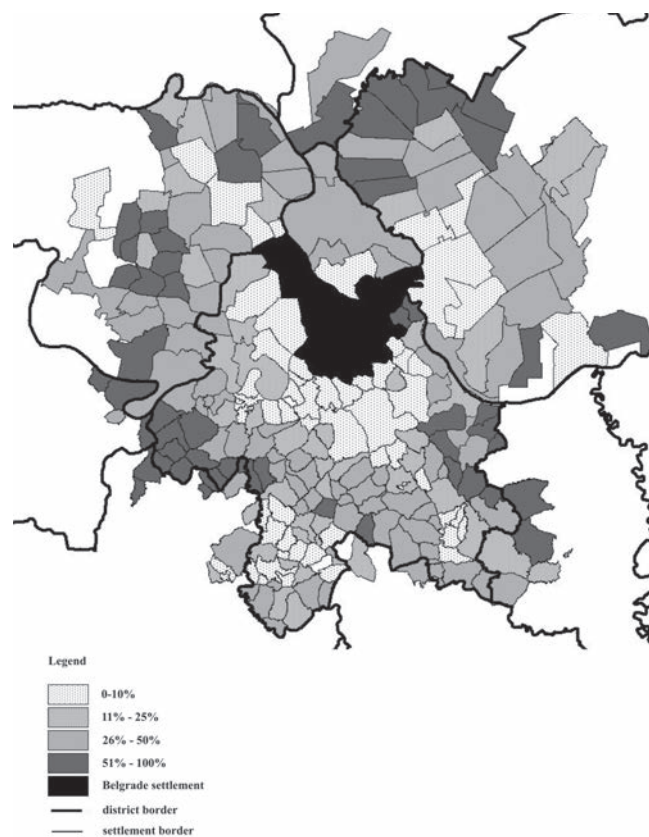 Legend
0-10%
11% - 25%
26% - 50%
51% - 100%
Belgrade settlement
district border
settlement border